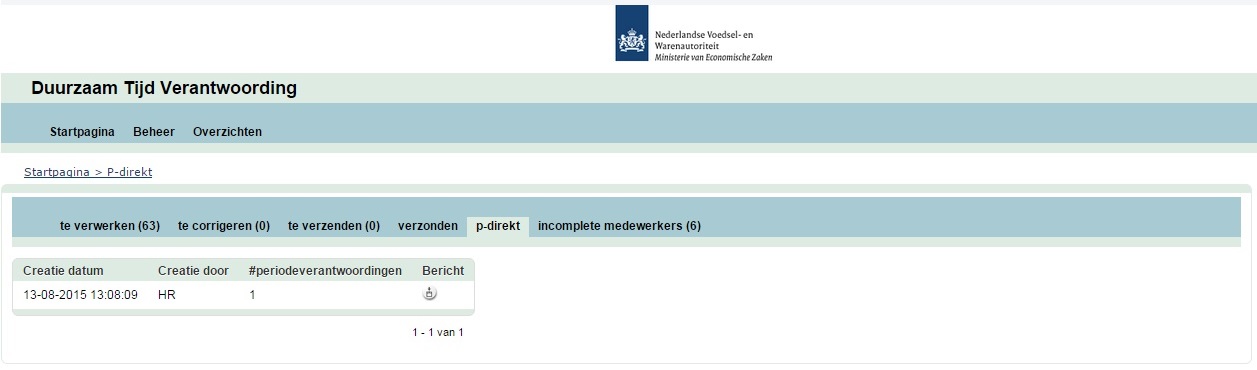 Nederlandse Voedsel- en
Warenautoriteit
Ministerie van Economische Zaken
Duurzaam Tijd Verantwoording
Startpagina Beheer Overzichten
Startpagina > P-direkt
te verwerken (63) te corrigeren (0) te verzenden (0) verzonden p-direkt incomplete medewerkers (6)
Creatie datum Creatie door #periodeverantwoordingen Bericht
13-08-2015 13:08:09 HR 1
1 - 1 van 1